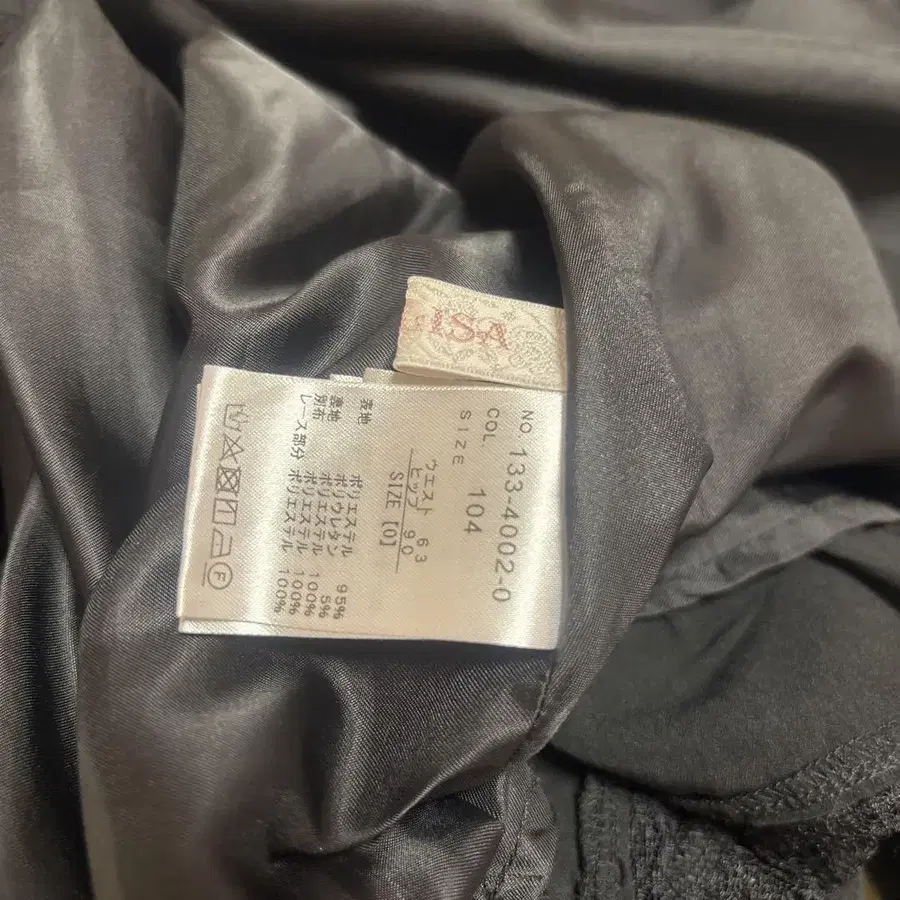 SA
NO. 133-4002-0
COL. 104
SIZE
ウエスト 63
ヒップ 90
SIZE [0]
表地 ポリエステル 95%
ポリウレタン 5%
裏地 ポリエステル 100%
別布 ポリエステル 100%
レース部分 ポリエステル 100%
F